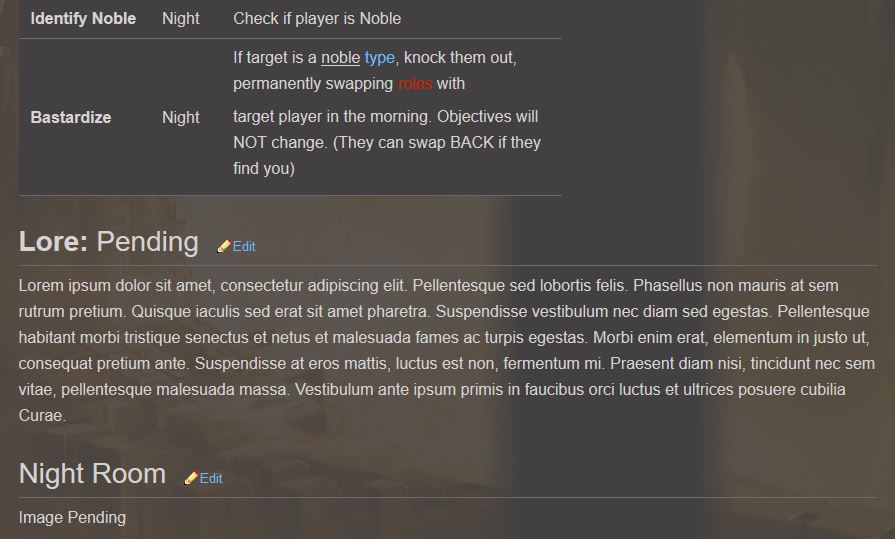 Identify Noble Night Check if player is Noble
If target is a noble type, knock them out,
permanently swapping roles with
Bastardize Night target player in the morning. Objectives will
NOT change. (They can swap BACK if they
find you)
Lore: Pending Edit
Lorem ipsum dolor sit amet, consectetur adipiscing elit. Pellentesque sed lobortis felis. Phasellus non mauris at sem
rutrum pretium. Quisque iaculis sed erat sit amet pharetra. Suspendisse vestibulum nec diam sed egestas. Pellentesque
habitant morbi tristique senectus et netus et malesuada fames ac turpis egestas. Morbi enim erat, elementum in justo ut,
consequat pretium ante. Suspendisse at eros mattis, luctus est non, fermentum mi. Praesent diam nisi, tincidunt nec sem
vitae, pellentesque malesuada massa. Vestibulum ante ipsum primis in faucibus orci luctus et ultrices posuere cubilia
Curae.
Night Room Edit
Image Pending